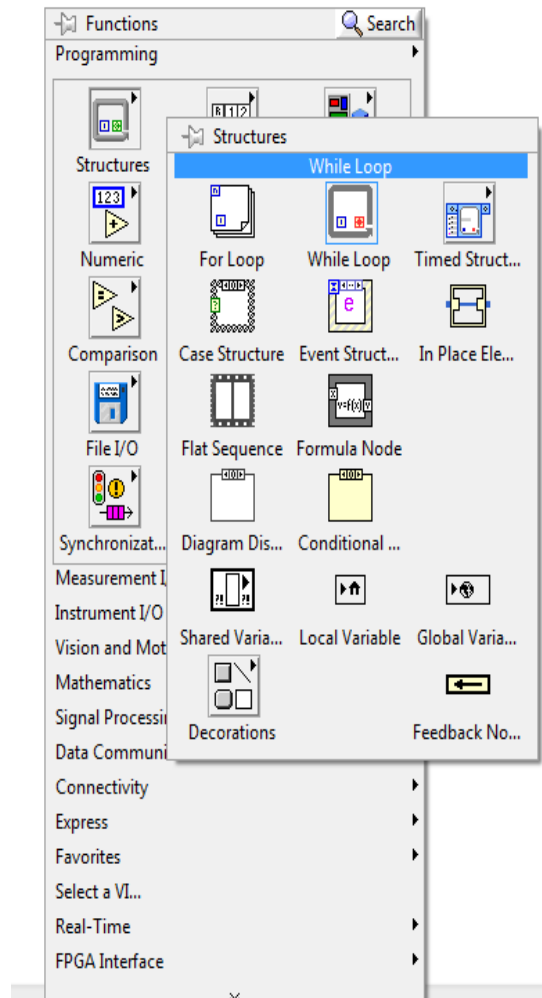 Functions Search
Programming
Structures
While Loop
Structures
For Loop While Loop Timed Struct...
Numeric
Case Structure Event Struct... In Place Ele...
Comparison
Flat Sequence Formula Node
File I/O
Diagram Dis... Conditional ...
Synchronizat...
Shared Varia... Local Variable Global Varia...
Decorations Feedback No...
Measurement I
Instrument I/O
Vision and Mot
Mathematics
Signal Processi
Data Communi
Connectivity
Express
Favorites
Select a VI...
Real-Time
FPGA Interface